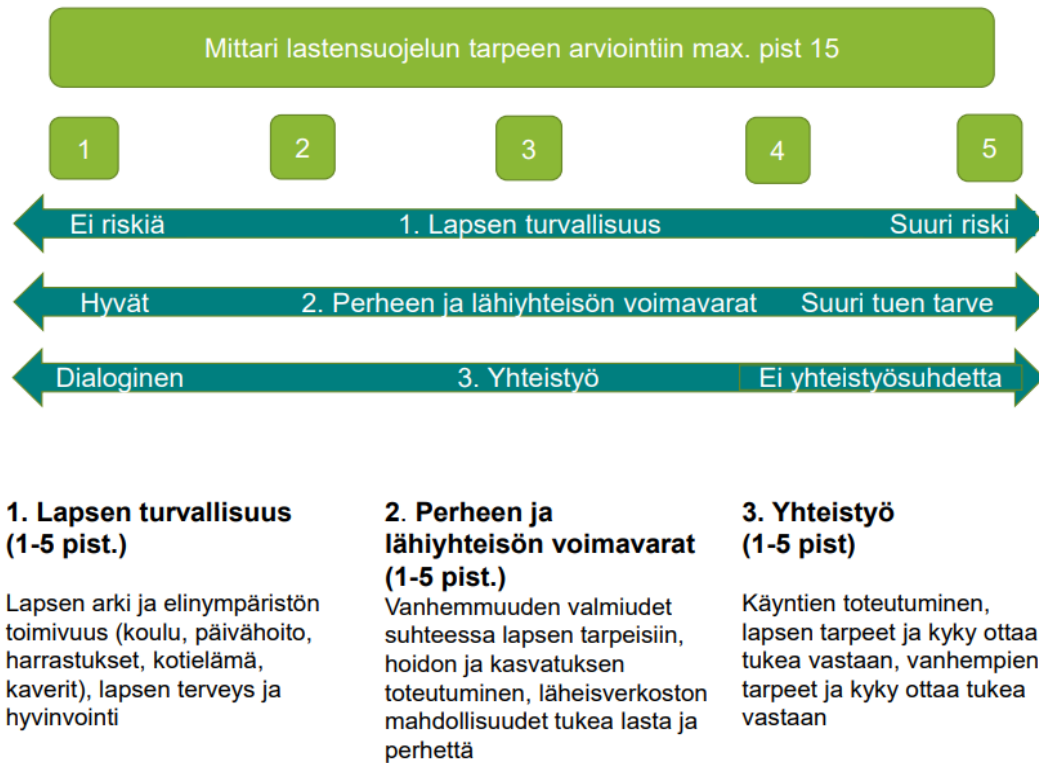 Mittari lastensuojelun tarpeen arviointiin max. pist 15
1
2
3
4
5
Ei riskiä
1. Lapsen turvallisuus
Suuri riski
Hyvät
2. Perheen ja lähiyhteisön voimavarat
Suuri tuen tarve
Dialoginen
3. Yhteistyö
Ei yhteistyösuhdetta
1. Lapsen turvallisuus
(1-5 pist.)
Lapsen arki ja elinympäristön
toimivuus (koulu, päivähoito,
harrastukset, kotielämä,
kaverit), lapsen terveys ja
hyvinvointi
2. Perheen ja
lähiyhteisön voimavarat
(1-5 pist.)
Vanhemmuuden valmiudet
suhteessa lapsen tarpeisiin,
hoidon ja kasvatuksen
toteutuminen, läheisverkoston
mahdollisuudet tukea lasta ja
perhettä
3. Yhteistyö
(1-5 pist)
Käyntien toteutuminen,
lapsen tarpeet ja kyky ottaa
tukea vastaan, vanhempien
tarpeet ja kyky ottaa tukea
vastaan